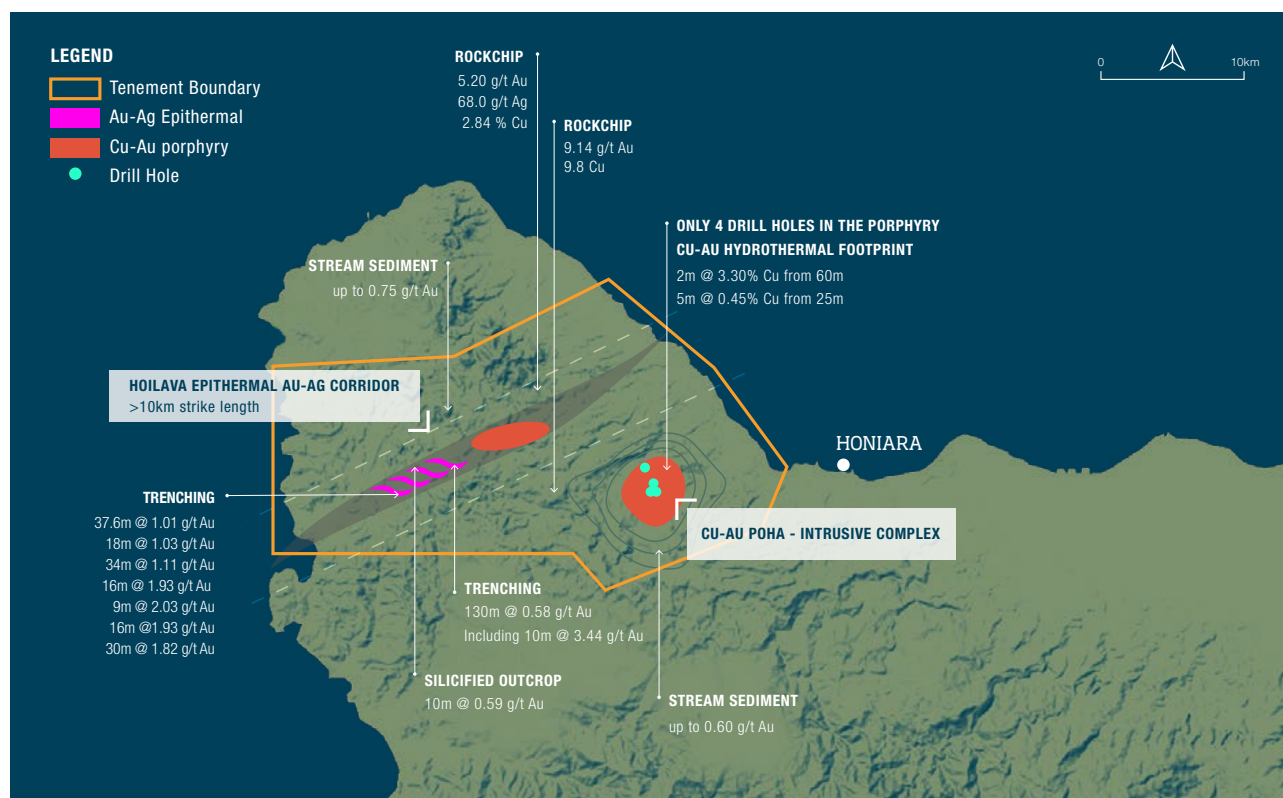 LEGEND
Tenement Boundary
Au-Ag Epithermal
Cu-Au porphyry
Drill Hole
ROCKCHIP
5.20 g/t Au
68.0 g/t Ag
2.84 % Cu
ROCKCHIP
9.14 g/t Au
9.8 Cu
0 10km
ONLY 4 DRILL HOLES IN THE PORPHYRY
CU-AU HYDROTHERMAL FOOTPRINT
2m @ 3.30% Cu from 60m
5m @ 0.45% Cu from 25m
STREAM SEDIMENT
up to 0.75 g/t Au
HOILAVA EPITHERMAL AU-AG CORRIDOR
>10km strike length
HONIARA
CU-AU POHA - INTRUSIVE COMPLEX
TRENCHING
37.6m @ 1.01 g/t Au
18m @ 1.03 g/t Au
34m @ 1.11 g/t Au
16m @ 1.93 g/t Au
9m @ 2.03 g/t Au
16m @1.93 g/t Au
30m @ 1.82 g/t Au
TRENCHING
130m @ 0.58 g/t Au
Including 10m @ 3.44 g/t Au
SILICIFIED OUTCROP
10m @ 0.59 g/t Au
STREAM SEDIMENT
up to 0.60 g/t Au